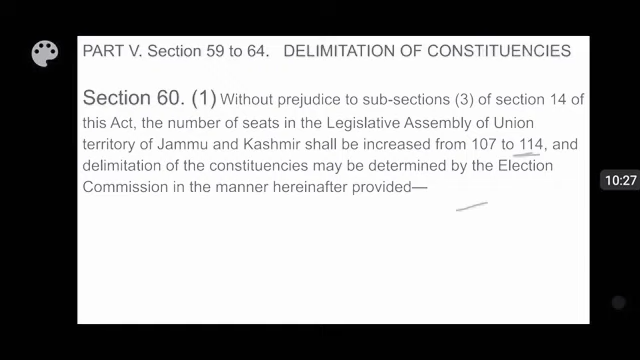 PART V. Section 59 to 64. DELIMITATION OF CONSTITUENCIES
Section 60. (1) Without prejudice to sub-sections (3) of section 14 of
this Act, the number of seats in the Legislative Assembly of Union
territory of Jammu and Kashmir shall be increased from 107 to 114, and
delimitation of the constituencies may be determined by the Election
Commission in the manner hereinafter provided—
10:27